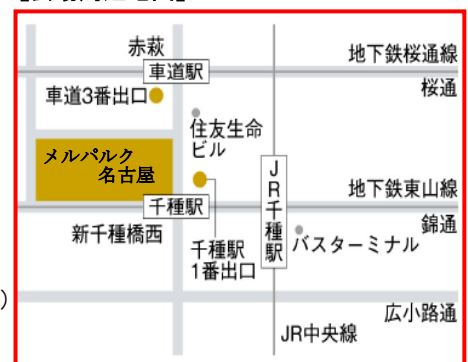 赤萩
地下鉄桜通線
車道駅
桜通
車道3番出口
住友生命
ビル
メルパルク
名古屋
JR千種駅
地下鉄東山線
千種駅
錦通
新千種橋西
千種駅
1番出口
バスターミナル
)
広小路通
JR中央線